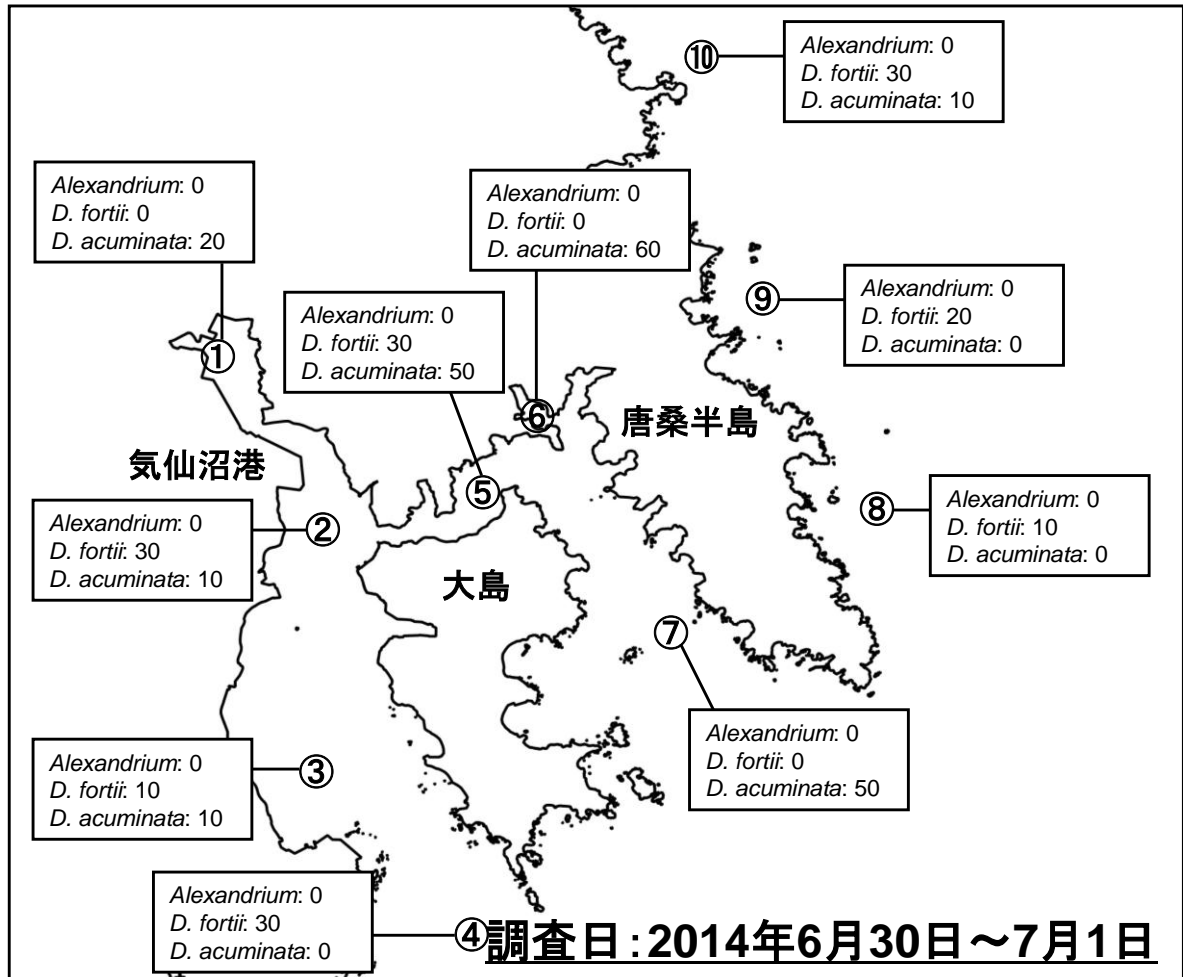 ⑩
Alexandrium: 0
D. fortii: 30
D. acuminata: 10
Alexandrium: 0
D. fortii: 0
D. acuminata: 20
①
Alexandrium: 0
D. fortii: 0
D. acuminata: 60
⑥
Alexandrium: 0
D. fortii: 30
D. acuminata: 50
⑤
⑨
Alexandrium: 0
D. fortii: 20
D. acuminata: 0
唐桑半島
気仙沼港
⑧
Alexandrium: 0
D. fortii: 10
D. acuminata: 0
②
Alexandrium: 0
D. fortii: 30
D. acuminata: 10
大島
⑦
Alexandrium: 0
D. fortii: 0
D. acuminata: 50
③
Alexandrium: 0
D. fortii: 10
D. acuminata: 10
Alexandrium: 0
D. fortii: 30
D. acuminata: 0
④
調査日:2014年6月30日～7月1日